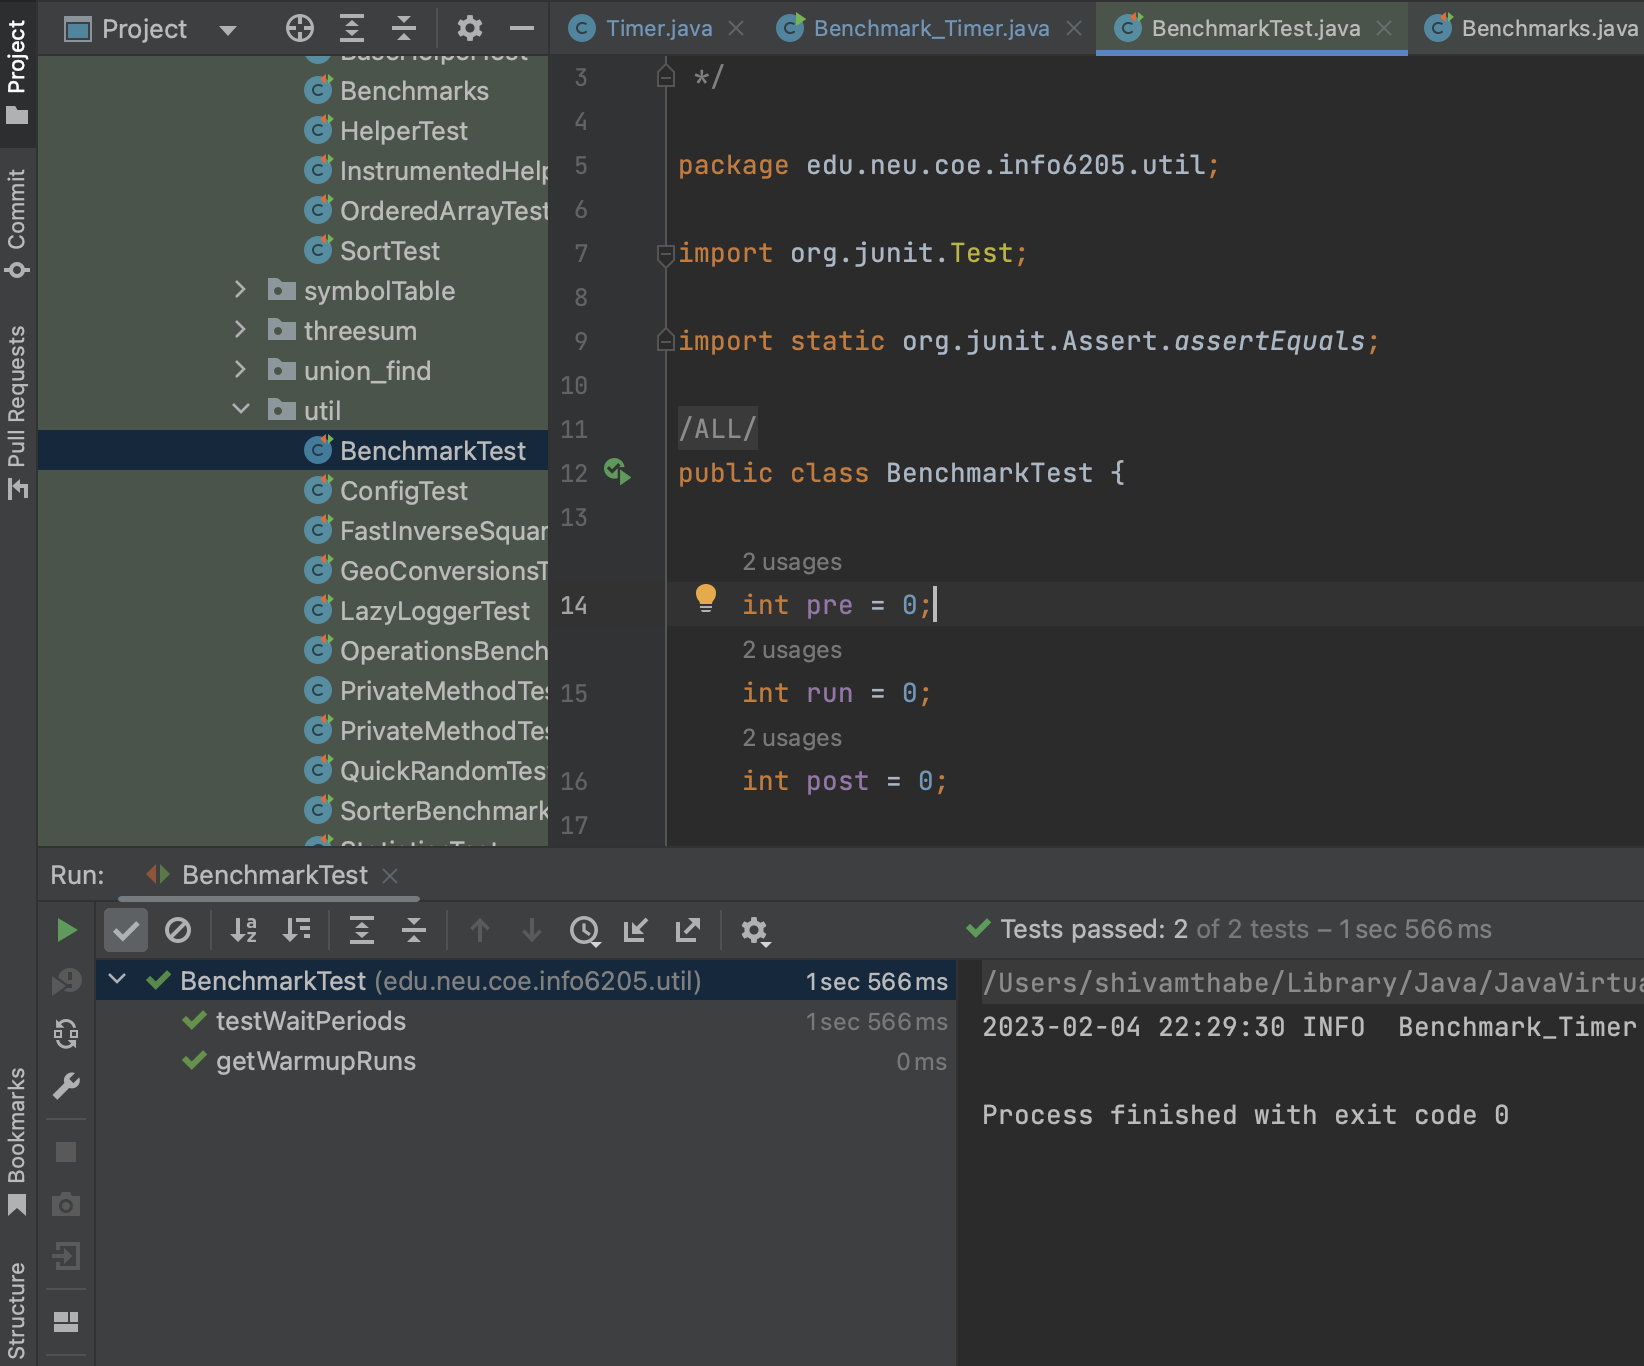 Project
Timer.java
Benchmark_Timer.java
BenchmarkTest.java
Benchmarks.java
Project
Commit
Pull Requests
Bookmarks
Structure
BaseHelperTest
Benchmarks
HelperTest
InstrumentedHelp
OrderedArrayTest
SortTest
symbolTable
threesum
union_find
util
BenchmarkTest
ConfigTest
FastInverseSquar
GeoConversionsT
LazyLoggerTest
OperationsBench
PrivateMethodTes
PrivateMethodTes
QuickRandomTes
SorterBenchmark
3 */
4
5 package edu.neu.coe.info6205.util;
6
7 import org.junit.Test;
8
9 import static org.junit.Assert.assertEquals;
10
11 /ALL/
12 public class BenchmarkTest {
13
2 usages
14 int pre = 0;
2 usages
15 int run = 0;
2 usages
16 int post = 0;
17
Run: BenchmarkTest
Tests passed: 2 of 2 tests – 1 sec 566 ms
BenchmarkTest (edu.neu.coe.info6205.util) 1 sec 566 ms
testWaitPeriods 1 sec 566 ms
getWarmupRuns 0 ms
/Users/shivamthabe/Library/Java/JavaVirtua
2023-02-04 22:29:30 INFO  Benchmark_Timer
Process finished with exit code 0